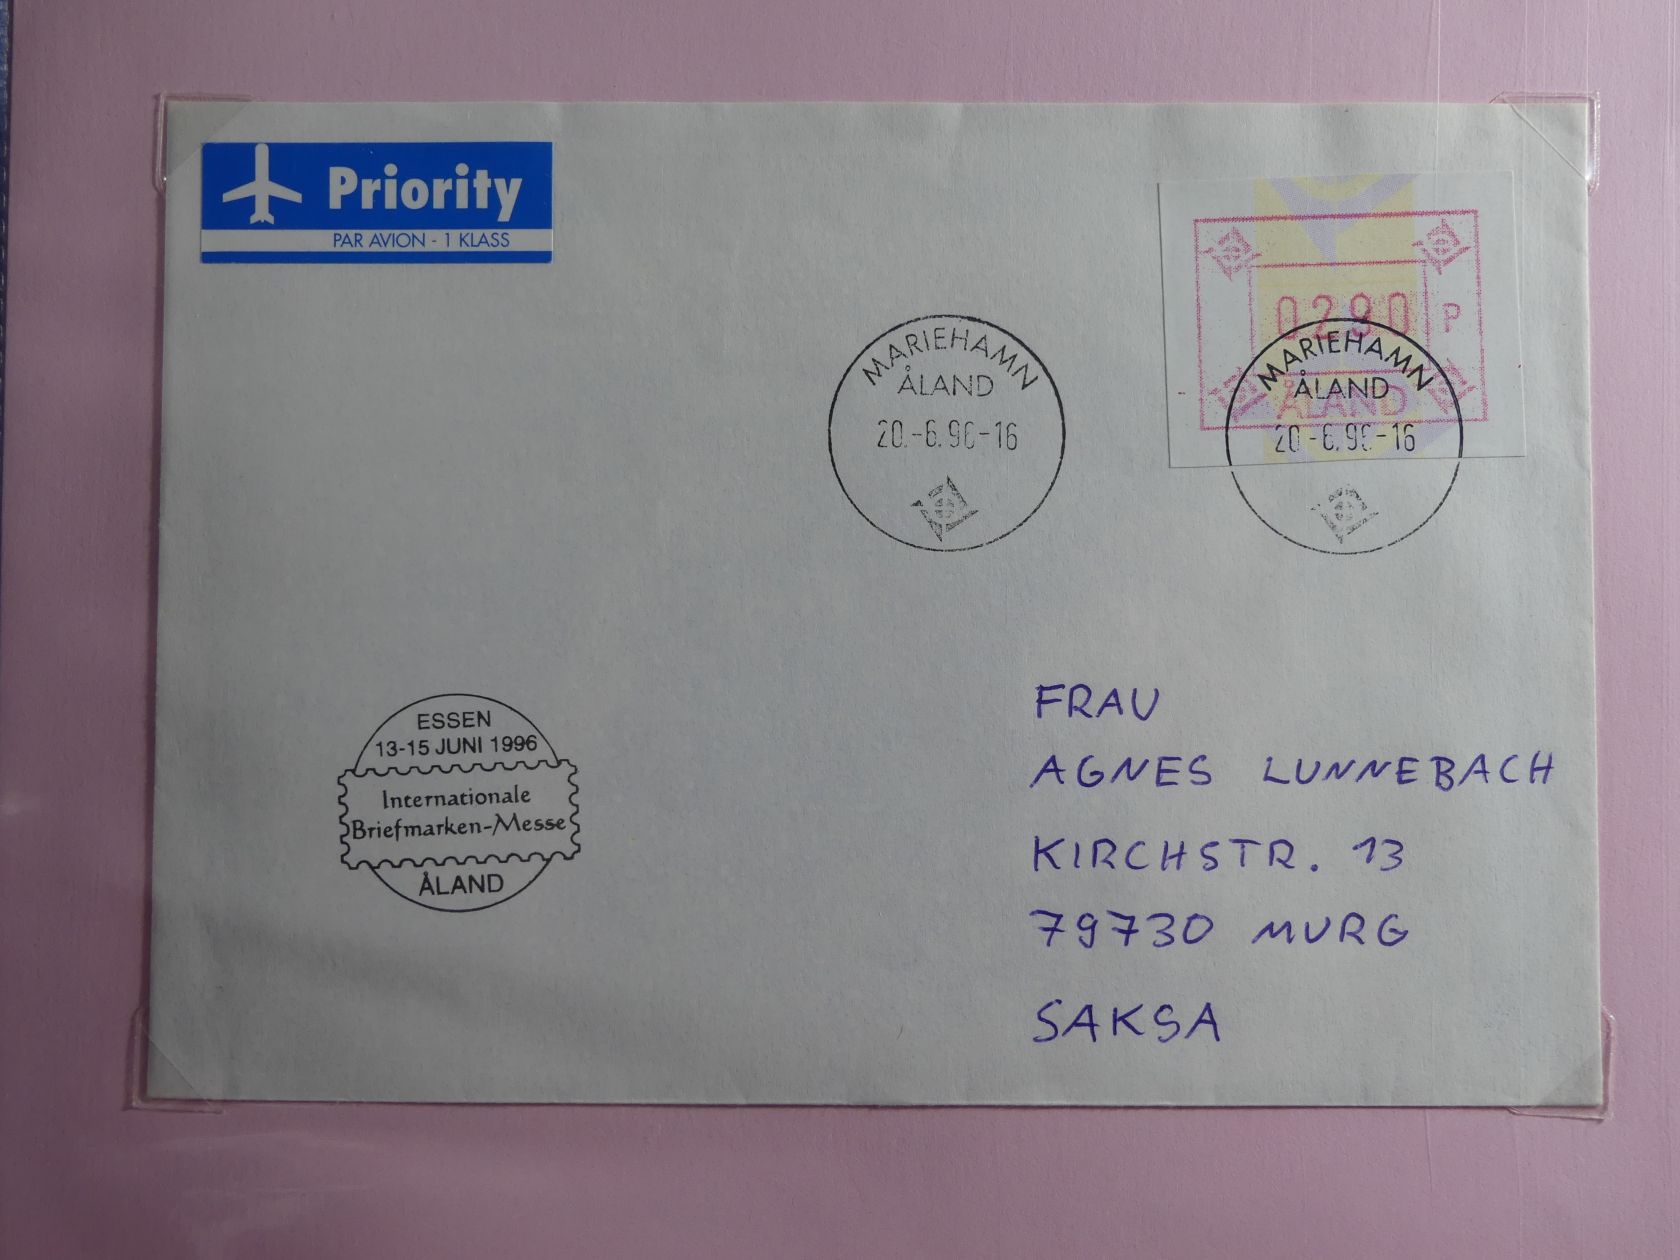 Priority
PAR AVION - 1 KLASS
0290 P
ÅLAND
MARIEHAMN
ÅLAND
20.-6.96-16
MARIEHAMN
ÅLAND
20.-6.96-16
ESSEN
13-15 JUNI 1996
Internationale
Briefmarken-Messe
ÅLAND
FRAU
AGNES LUNNEBACH
KIRCHSTR. 13
79730 MURG
SAKSA